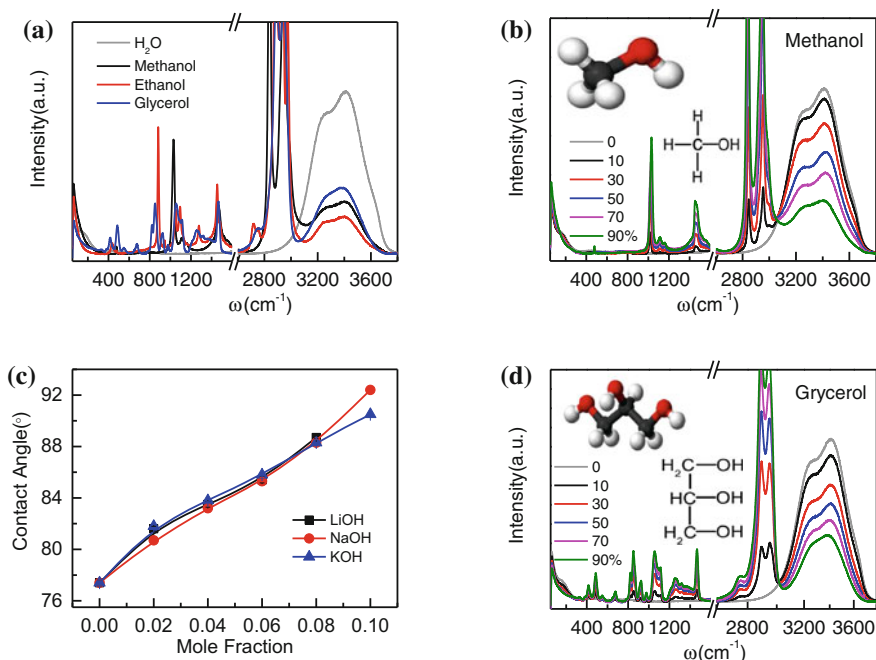 (a)
H₂O
Methanol
Ethanol
Glycerol
Intensity(a.u.)
400 800 1200 2800 3200 3600
ω(cm⁻¹)
(b)
Methanol
0
10
30
50
70
90%
H
H—C—OH
H
Intensity(a.u.)
400 800 1200 2800 3200 3600
ω(cm⁻¹)
(c)
92
88
84
80
76
Contact Angle(°)
LiOH
NaOH
KOH
0.00 0.02 0.04 0.06 0.08 0.10
Mole Fraction
(d)
Grycerol
0
10
30
50
70
90%
H₂C—OH
HC—OH
H₂C—OH
Intensity(a.u.)
400 800 1200 2800 3200 3600
ω(cm⁻¹)